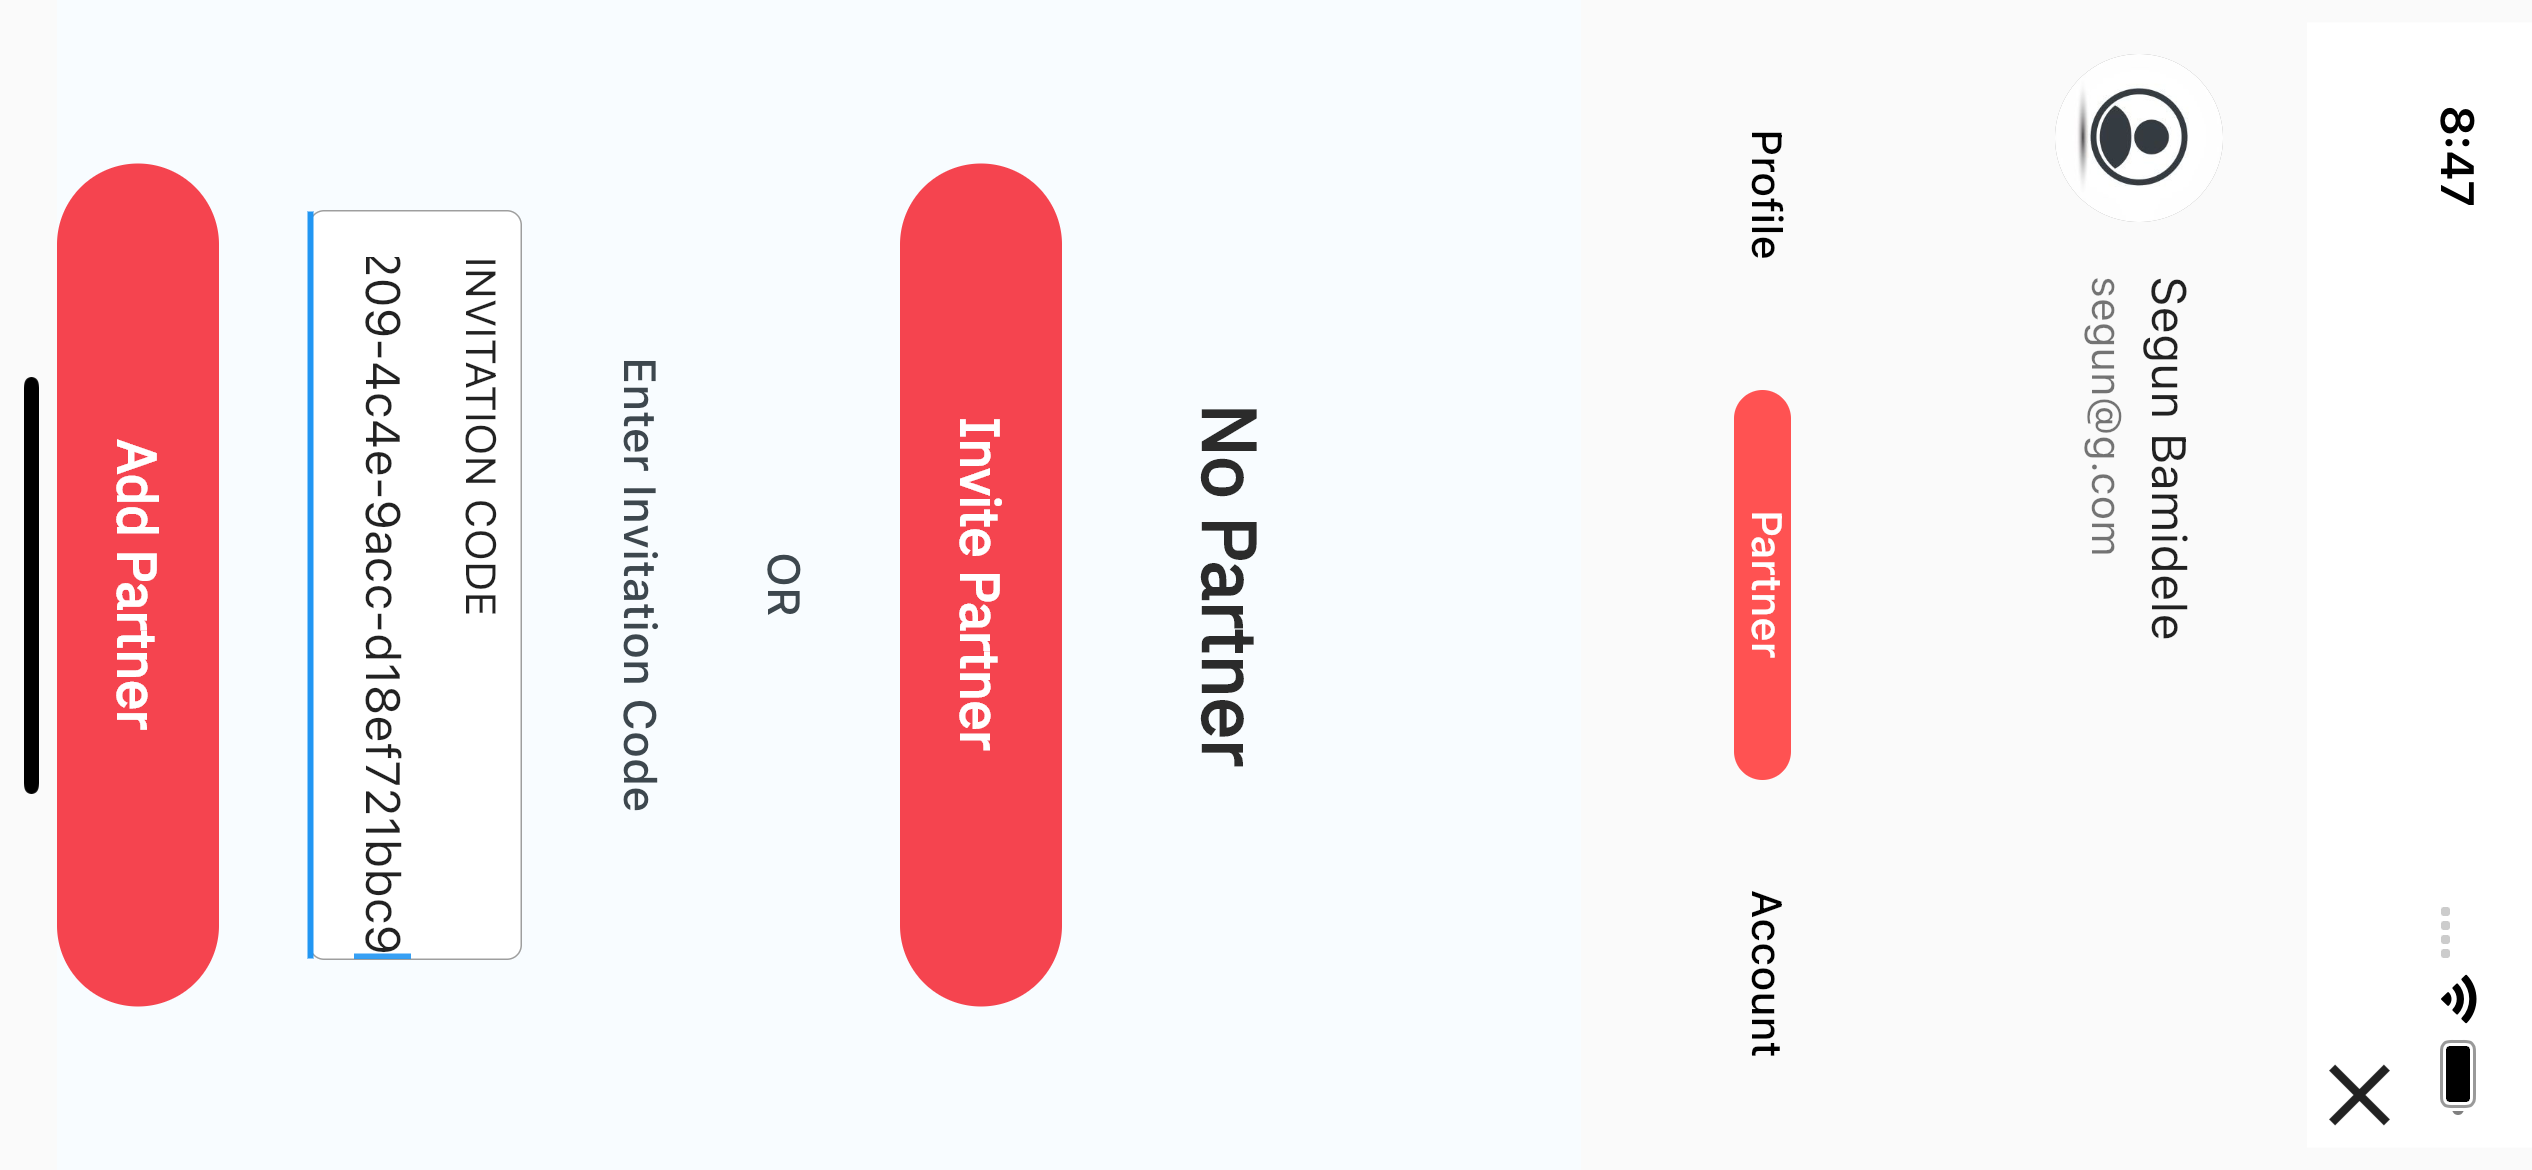 8:47
Segun Bamidele
segun@g.com
Profile Partner Account
No Partner
Invite Partner
OR
Enter Invitation Code
INVITATION CODE
209-4c4e-9acc-d18ef721bbc9
Add Partner